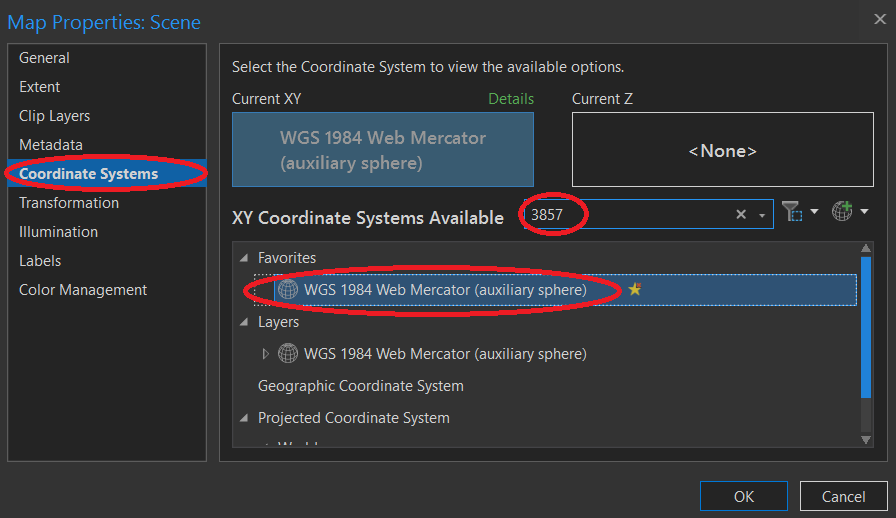 Map Properties: Scene
General
Extent
Clip Layers
Metadata
Coordinate Systems
Transformation
Illumination
Labels
Color Management
Select the Coordinate System to view the available options.
Current XY
Details
Current Z
WGS 1984 Web Mercator
(auxiliary sphere)
<None>
XY Coordinate Systems Available
3857
Favorites
WGS 1984 Web Mercator (auxiliary sphere)
Layers
WGS 1984 Web Mercator (auxiliary sphere)
Geographic Coordinate System
Projected Coordinate System
OK
Cancel